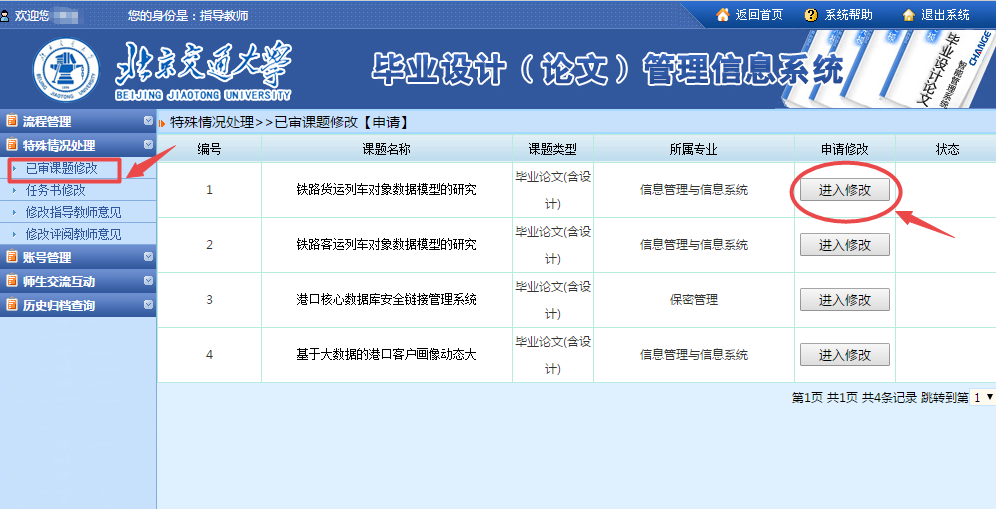 欢迎您 您的身份是：指导教师 返回首页 系统帮助 退出系统
北京交通大学
BEIJING JIAOTONG UNIVERSITY
毕业设计（论文）管理信息系统
毕业设计论文
智能管理系统
CHANGE
流程管理
特殊情况处理
已审课题修改
任务书修改
修改指导教师意见
修改评阅教师意见
账号管理
师生交流互动
历史归档查询
特殊情况处理>>已审课题修改【申请】
编号 课题名称 课题类型 所属专业 申请修改 状态
1 铁路货运列车对象数据模型的研究 毕业论文(含设计) 信息管理与信息系统 进入修改
2 铁路客运列车对象数据模型的研究 毕业论文(含设计) 信息管理与信息系统 进入修改
3 港口核心数据库安全链接管理系统 毕业论文(含设计) 保密管理 进入修改
4 基于大数据的港口客户画像动态大 毕业论文(含设计) 信息管理与信息系统 进入修改
第1页 共1页 共4条记录 跳转到第 1